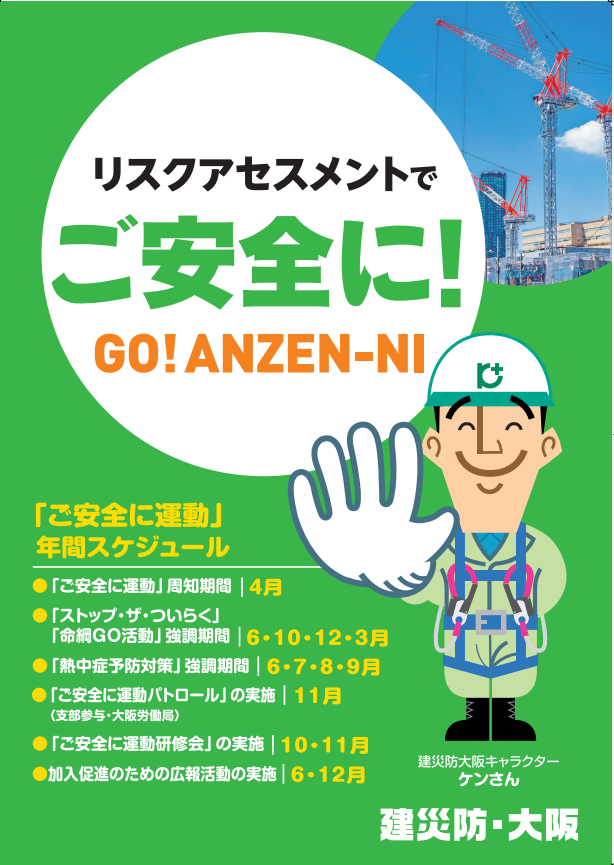 リスクアセスメントで
ご安全に!
GO! ANZEN-NI
「ご安全に運動」
年間スケジュール
●「ご安全に運動」周知期間|4月
●「ストップ・ザ・ついらく」
「命綱GO活動」強調期間|6・10・12・3月
●「熱中症予防対策」強調期間|6・7・8・9月
●「ご安全に運動パトロール」の実施|11月
（支部参与・大阪労働局）
●「ご安全に運動研修会」の実施|10・11月
●加入促進のための広報活動の実施|6・12月
建災防大阪キャラクター
ケンさん
建災防・大阪